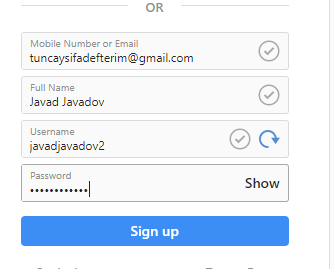 OR
Mobile Number or Email
tuncaysifadefterim@gmail.com
Full Name
Javad Javadov
Username
javadjavadov2
Password
••••••••••••
Show
Sign up